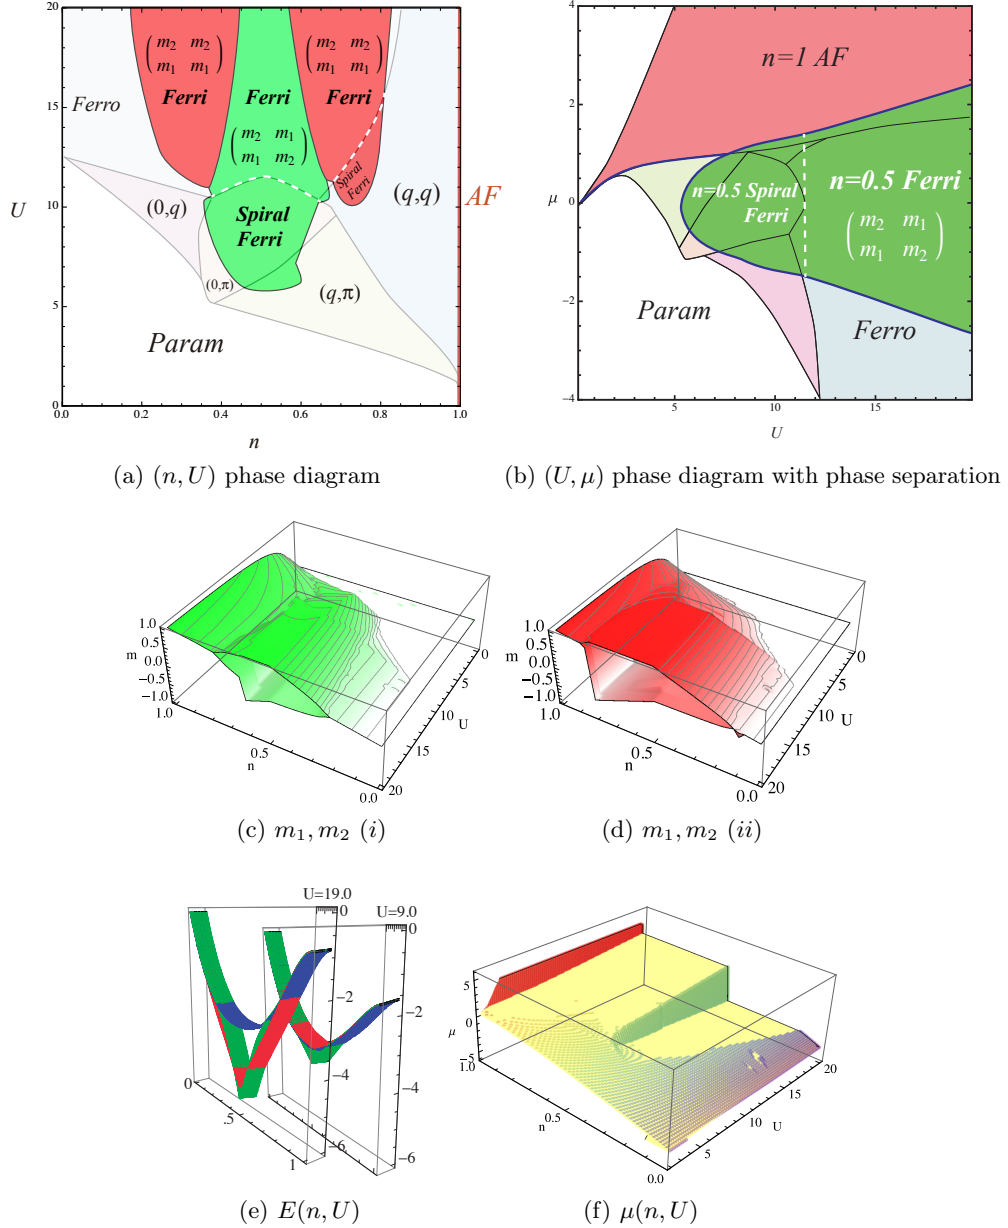 20
15
10
5
0
U
0.0
0.2
0.4
0.6
0.8
1.0
n
( m2 m2
m1 m1 )
Ferri
Ferri
( m2 m2
m1 m1 )
Ferri
Ferro
( m2 m1
m1 m2 )
Spiral
Ferri
Spiral
Ferri
(0,q)
(q,q)
AF
(0,π)
(q,π)
Param
(a) (n, U) phase diagram
4
2
0
−2
−4
μ
5
10
15
U
n=1 AF
n=0.5 Spiral
Ferri
n=0.5 Ferri
( m2 m1
m1 m2 )
Param
Ferro
(b) (U, μ) phase diagram with phase separation
1.0
0.5
0.0
−0.5
−1.0
m
1.0
0.5
0.0
n
0
5
10
15
20
U
(c) m1, m2 (i)
1.0
0.5
0.0
−0.5
−1.0
m
1.0
0.5
0.0
n
0
5
10
15
20
U
(d) m1, m2 (ii)
U=19.0
0
U=9.0
0
−2
−2
−4
−4
−6
−6
0
.5
1
(e) E(n, U)
5
0
−5
μ
1.0
0.5
0.0
n
5
10
15
20
U
(f) μ(n, U)